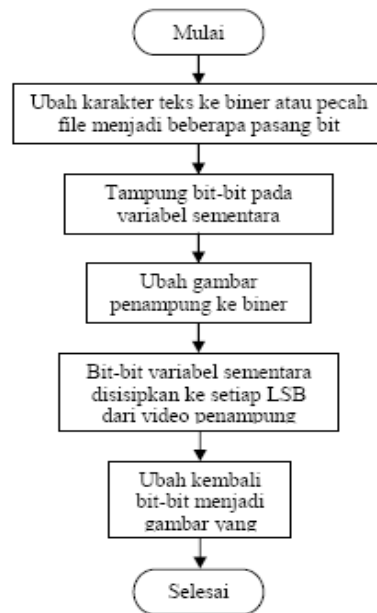 Mulai
Ubah karakter teks ke biner atau pecah
file menjadi beberapa pasang bit
Tampung bit-bit pada
variabel sementara
Ubah gambar
penampung ke biner
Bit-bit variabel sementara
disisipkan ke setiap LSB
dari video penampung
Ubah kembali
bit-bit menjadi
gambar yang
Selesai